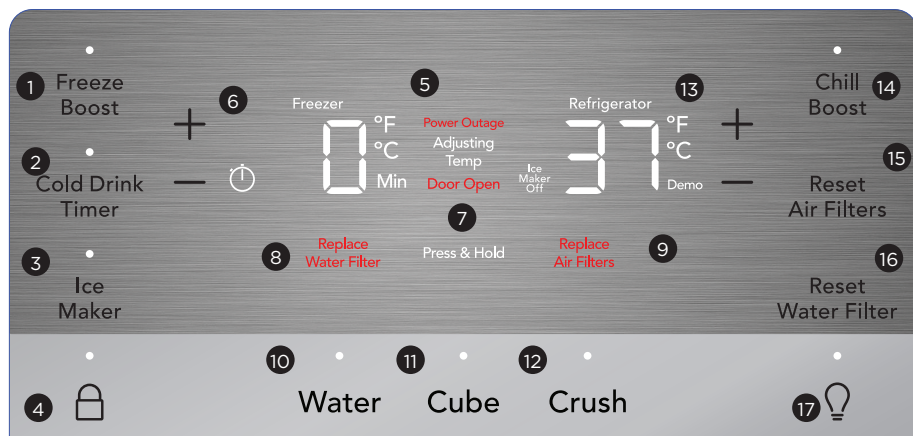 1
Freeze
Boost
2
Cold Drink
Timer
3
Ice
Maker
4
+
−
6
5
Freezer
0
°F
°C
Min
Power Outage
Adjusting
Temp
Door Open
7
Press & Hold
8
Replace
Water Filter
Refrigerator
13
Ice
Maker
Off
37
°F
°C
Demo
9
Replace
Air Filters
+
−
Chill
Boost
14
15
Reset
Air Filters
16
Reset
Water Filter
10
Water
11
Cube
12
Crush
17